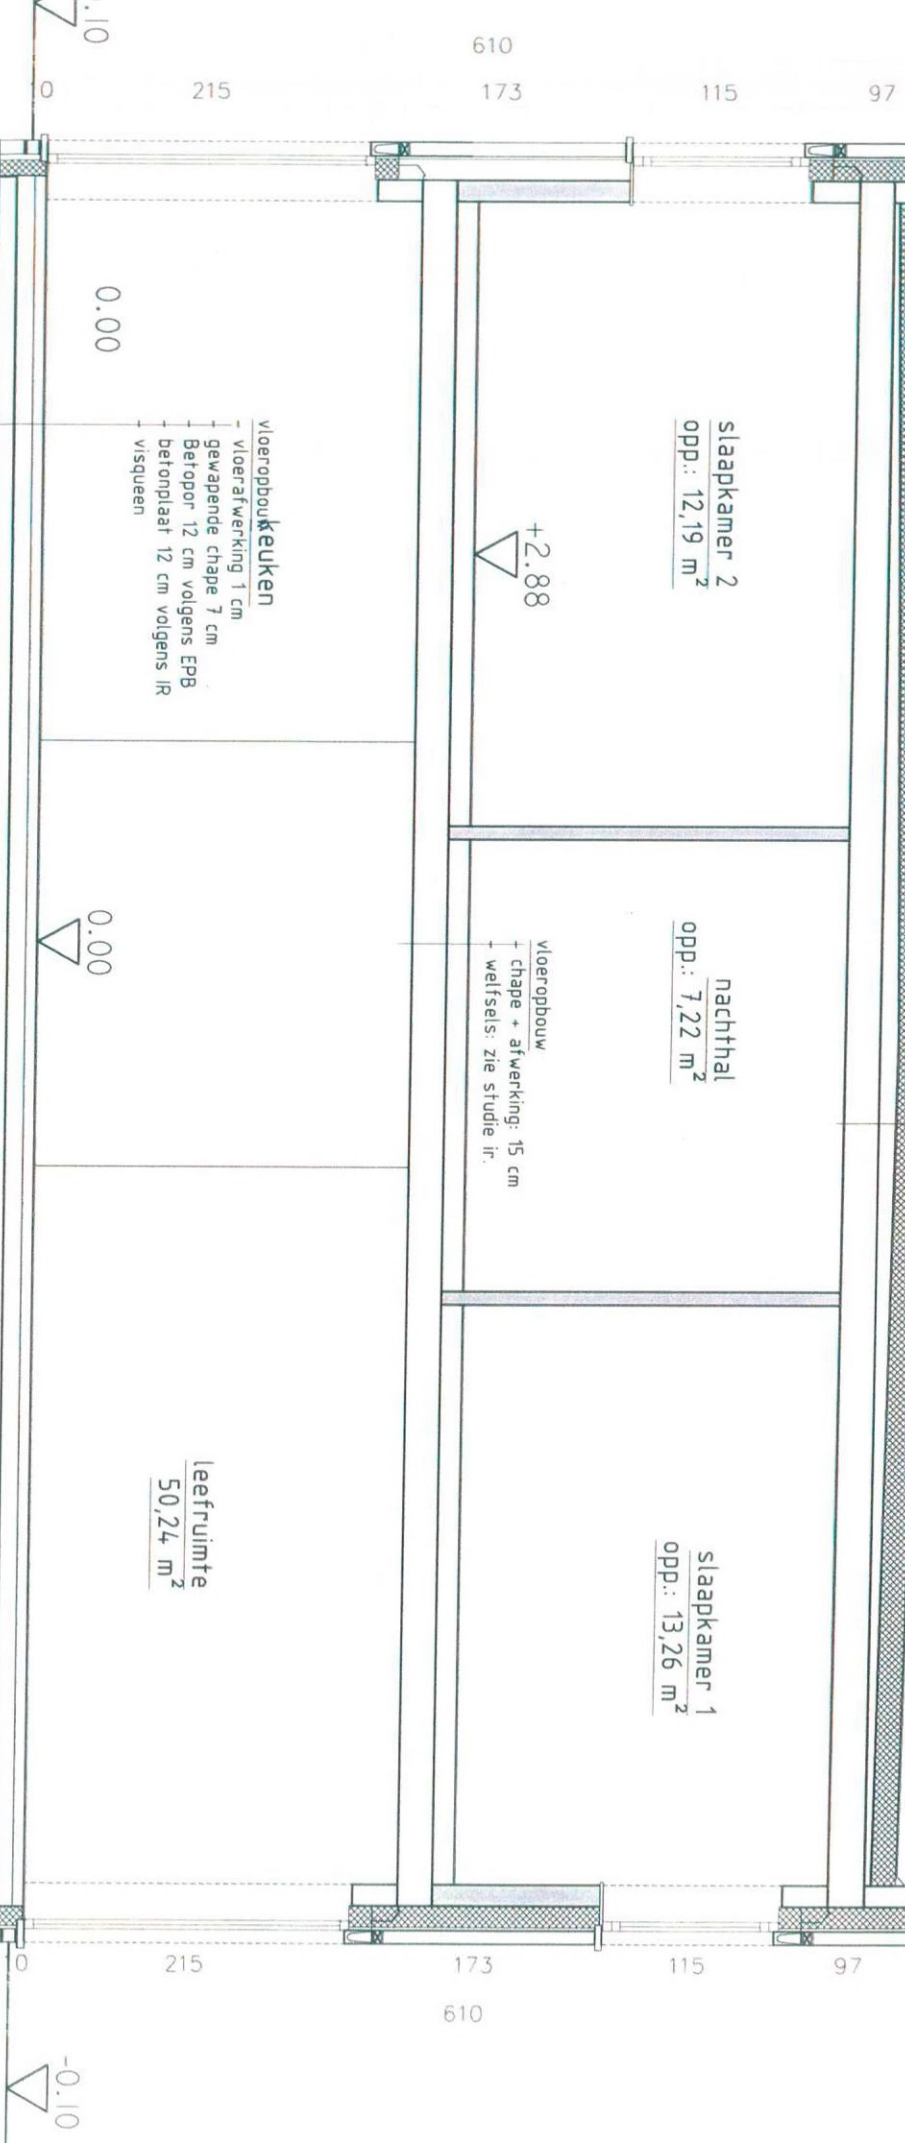 610
0 215 173 115 97
.10
slaapkamer 2
opp.: 12,19 m²
+2.88
nachthal
opp.: 7,22 m²
vloeropbouw
- chape + afwerking: 15 cm
- welfsels: zie studie ir.
slaapkamer 1
opp.: 13,26 m²
0.00
keuken
vloeropbouw
- vloerafwerking 1 cm
- gewapende chape 7 cm
- Betopor 12 cm volgens EPB
- betonplaat 12 cm volgens IR
- visqueen
0.00
leefruimte
50,24 m²
0 215 173 115 97
610
-0.10